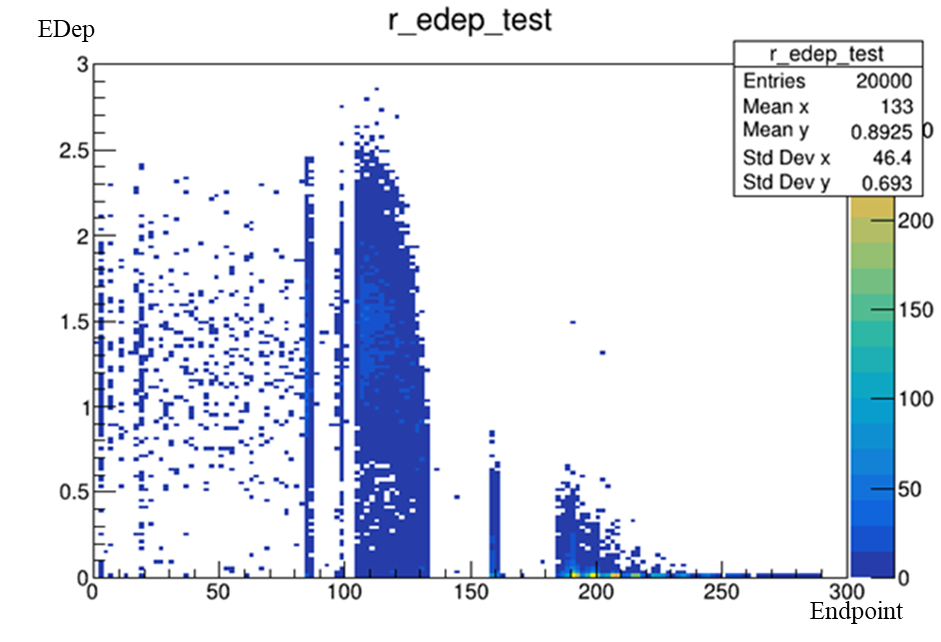 r_edep_test
EDep
r_edep_test
Entries 20000
Mean x 133
Mean y 0.8925
Std Dev x 46.4
Std Dev y 0.693
3
2.5
2
1.5
1
0.5
0
0 50 100 150 200 250 300
Endpoint
0
200
150
100
50
0